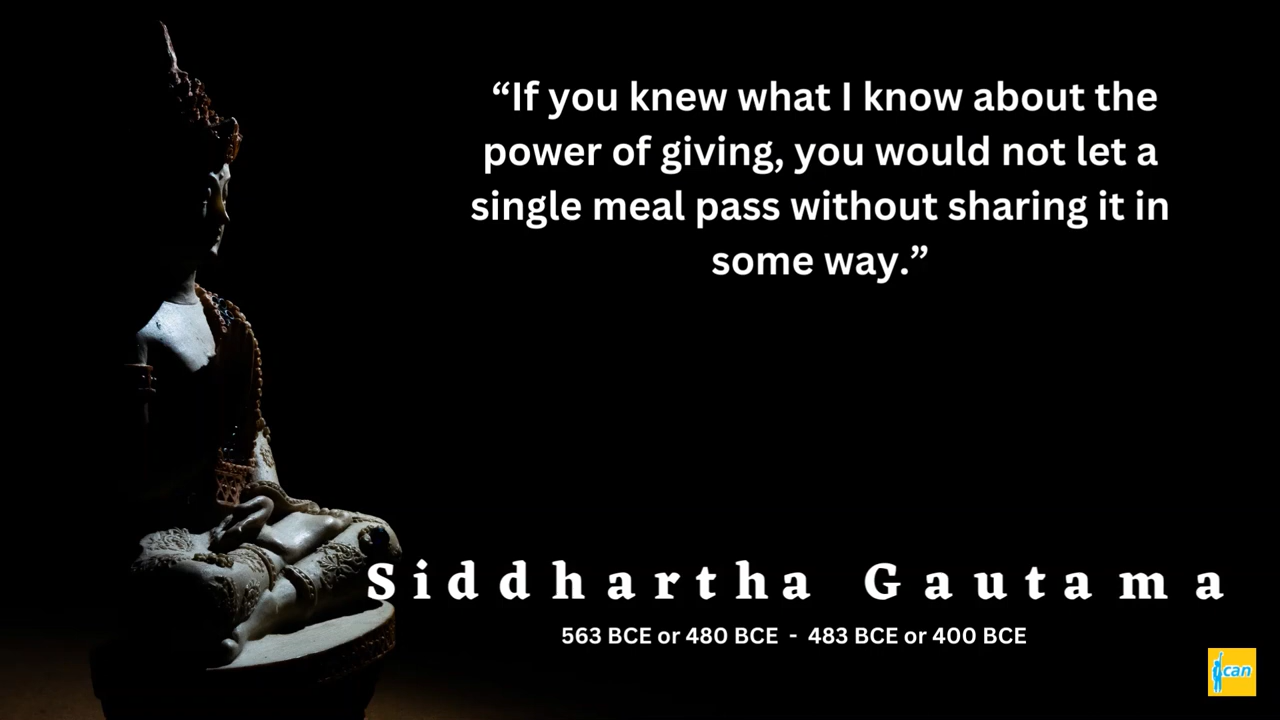 “If you knew what I know about the
power of giving, you would not let a
single meal pass without sharing it in
some way.”
Siddhartha Gautama
563 BCE or 480 BCE - 483 BCE or 400 BCE
can